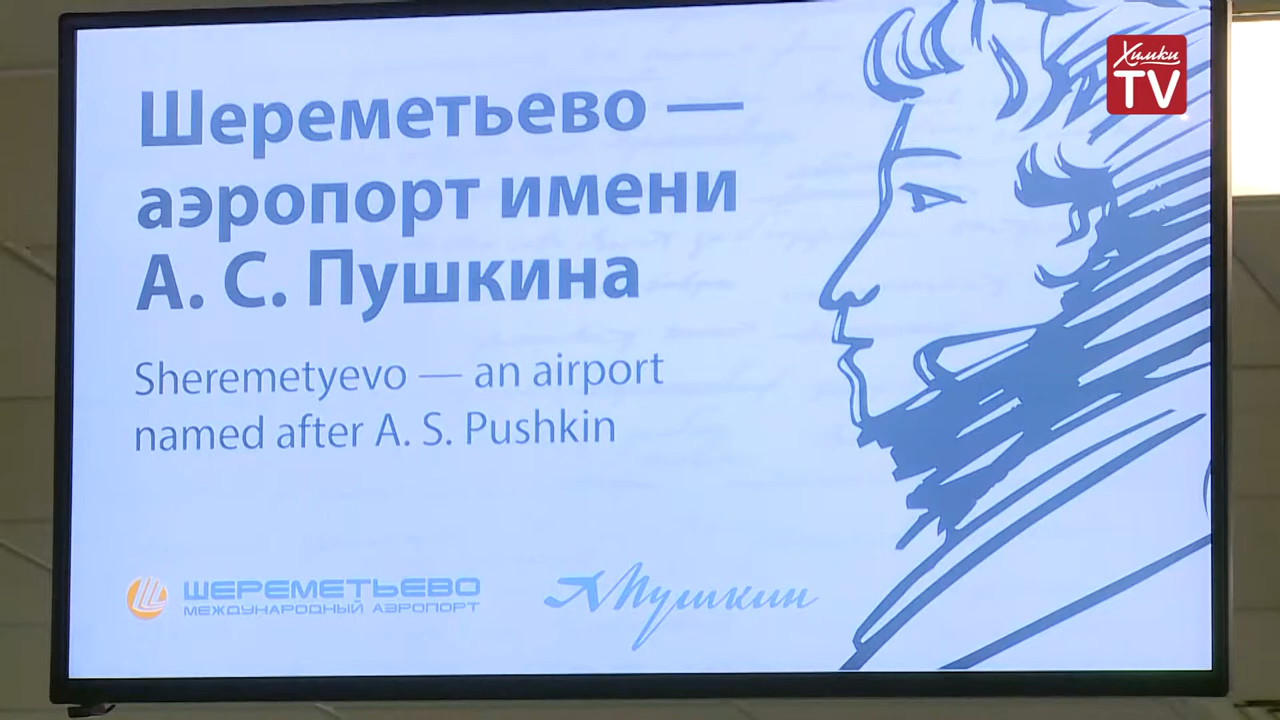 Химки
TV
Шереметьево —
аэропорт имени
А. С. Пушкина
Sheremetyevo — an airport
named after A. S. Pushkin
ШЕРЕМЕТЬЕВО
МЕЖДУНАРОДНЫЙ АЭРОПОРТ
Пушкин